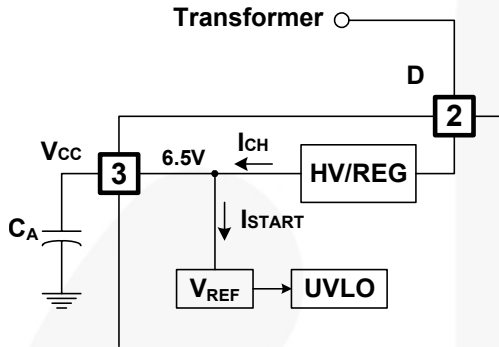 Transformer
D
2
VCC
3
6.5V
ICH
HV/REG
CA
ISTART
VREF
UVLO